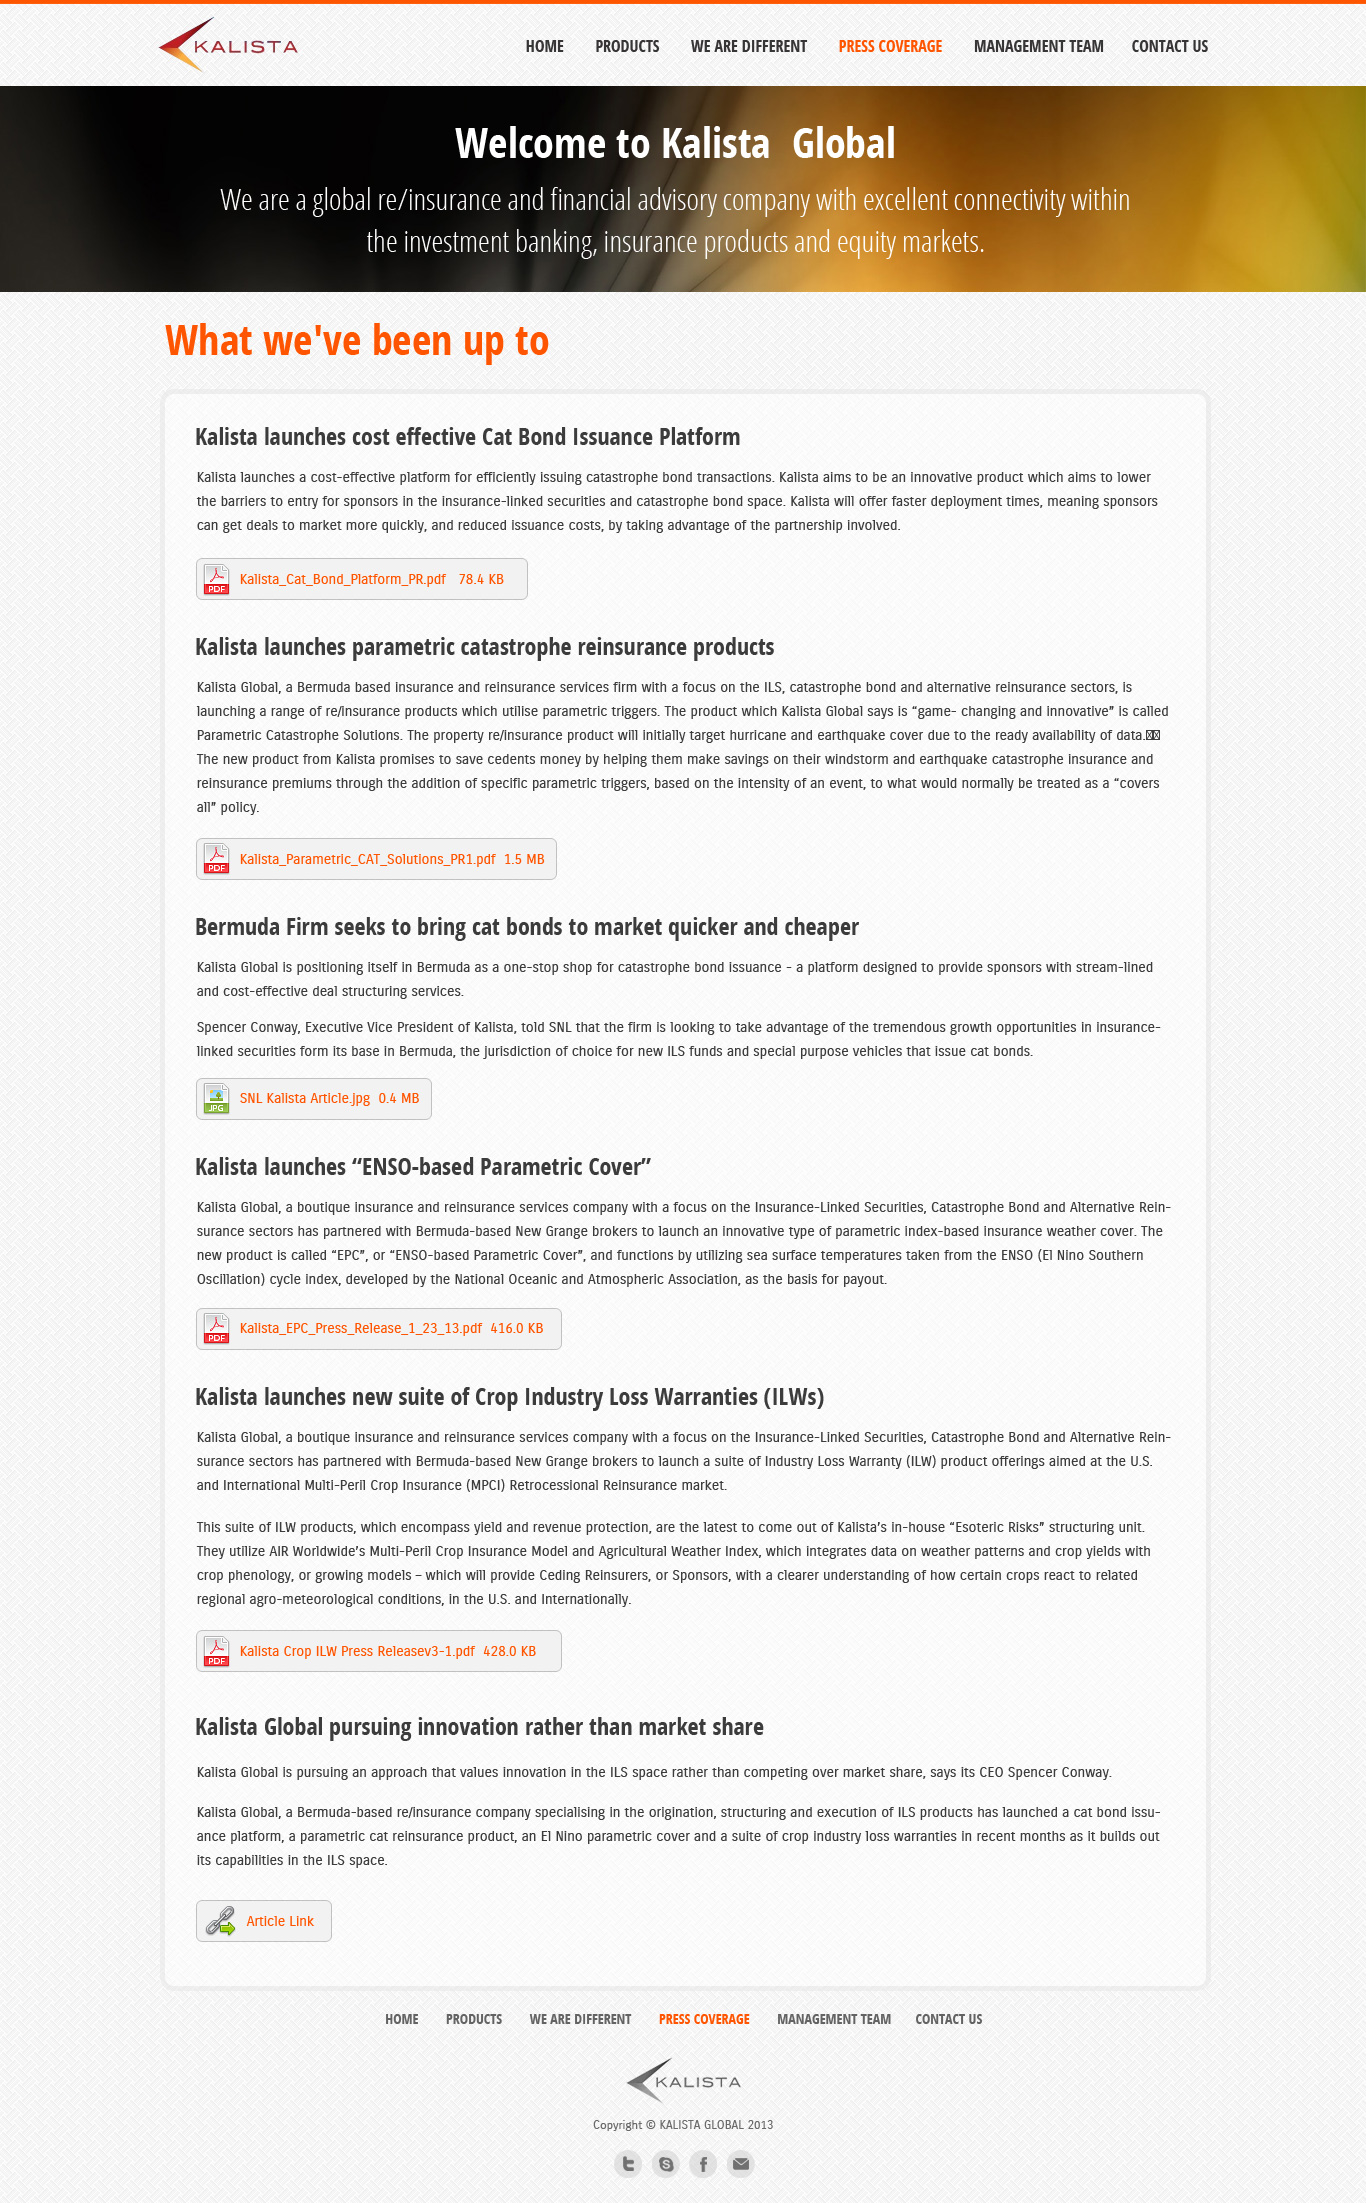 KALISTA
HOME PRODUCTS WE ARE DIFFERENT PRESS COVERAGE MANAGEMENT TEAM CONTACT US
Welcome to Kalista Global
We are a global re/insurance and financial advisory company with excellent connectivity within
the investment banking, insurance products and equity markets.
What we've been up to
Kalista launches cost effective Cat Bond Issuance Platform
Kalista launches a cost-effective platform for efficiently issuing catastrophe bond transactions. Kalista aims to be an innovative product which aims to lower
the barriers to entry for sponsors in the insurance-linked securities and catastrophe bond space. Kalista will offer faster deployment times, meaning sponsors
can get deals to market more quickly, and reduced issuance costs, by taking advantage of the partnership involved.
PDF Kalista_Cat_Bond_Platform_PR.pdf 78.4 KB
Kalista launches parametric catastrophe reinsurance products
Kalista Global, a Bermuda based insurance and reinsurance services firm with a focus on the ILS, catastrophe bond and alternative reinsurance sectors, is
launching a range of re/insurance products which utilise parametric triggers. The product which Kalista Global says is “game- changing and innovative” is called
Parametric Catastrophe Solutions. The property re/insurance product will initially target hurricane and earthquake cover due to the ready availability of data.
The new product from Kalista promises to save cedents money by helping them make savings on their windstorm and earthquake catastrophe insurance and
reinsurance premiums through the addition of specific parametric triggers, based on the intensity of an event, to what would normally be treated as a “covers
all” policy.
PDF Kalista_Parametric_CAT_Solutions_PR1.pdf 1.5 MB
Bermuda Firm seeks to bring cat bonds to market quicker and cheaper
Kalista Global is positioning itself in Bermuda as a one-stop shop for catastrophe bond issuance - a platform designed to provide sponsors with stream-lined
and cost-effective deal structuring services.
Spencer Conway, Executive Vice President of Kalista, told SNL that the firm is looking to take advantage of the tremendous growth opportunities in insurance-
linked securities form its base in Bermuda, the jurisdiction of choice for new ILS funds and special purpose vehicles that issue cat bonds.
JPG SNL Kalista Article.jpg 0.4 MB
Kalista launches “ENSO-based Parametric Cover”
Kalista Global, a boutique insurance and reinsurance services company with a focus on the Insurance-Linked Securities, Catastrophe Bond and Alternative Rein-
surance sectors has partnered with Bermuda-based New Grange brokers to launch an innovative type of parametric index-based insurance weather cover. The
new product is called “EPC”, or “ENSO-based Parametric Cover”, and functions by utilizing sea surface temperatures taken from the ENSO (El Nino Southern
Oscillation) cycle index, developed by the National Oceanic and Atmospheric Association, as the basis for payout.
PDF Kalista_EPC_Press_Release_1_23_13.pdf 416.0 KB
Kalista launches new suite of Crop Industry Loss Warranties (ILWs)
Kalista Global, a boutique insurance and reinsurance services company with a focus on the Insurance-Linked Securities, Catastrophe Bond and Alternative Rein-
surance sectors has partnered with Bermuda-based New Grange brokers to launch a suite of Industry Loss Warranty (ILW) product offerings aimed at the U.S.
and International Multi-Peril Crop Insurance (MPCI) Retrocessional Reinsurance market.
This suite of ILW products, which encompass yield and revenue protection, are the latest to come out of Kalista’s in-house “Esoteric Risks” structuring unit.
They utilize AIR Worldwide’s Multi-Peril Crop Insurance Model and Agricultural Weather Index, which integrates data on weather patterns and crop yields with
crop phenology, or growing models – which will provide Ceding Reinsurers, or Sponsors, with a clearer understanding of how certain crops react to related
regional agro-meteorological conditions, in the U.S. and Internationally.
PDF Kalista Crop ILW Press Releasev3-1.pdf 428.0 KB
Kalista Global pursuing innovation rather than market share
Kalista Global is pursuing an approach that values innovation in the ILS space rather than competing over market share, says its CEO Spencer Conway.
Kalista Global, a Bermuda-based re/insurance company specialising in the origination, structuring and execution of ILS products has launched a cat bond issu-
ance platform, a parametric cat reinsurance product, an El Nino parametric cover and a suite of crop industry loss warranties in recent months as it builds out
its capabilities in the ILS space.
Article Link
HOME PRODUCTS WE ARE DIFFERENT PRESS COVERAGE MANAGEMENT TEAM CONTACT US
KALISTA
Copyright © KALISTA GLOBAL 2013